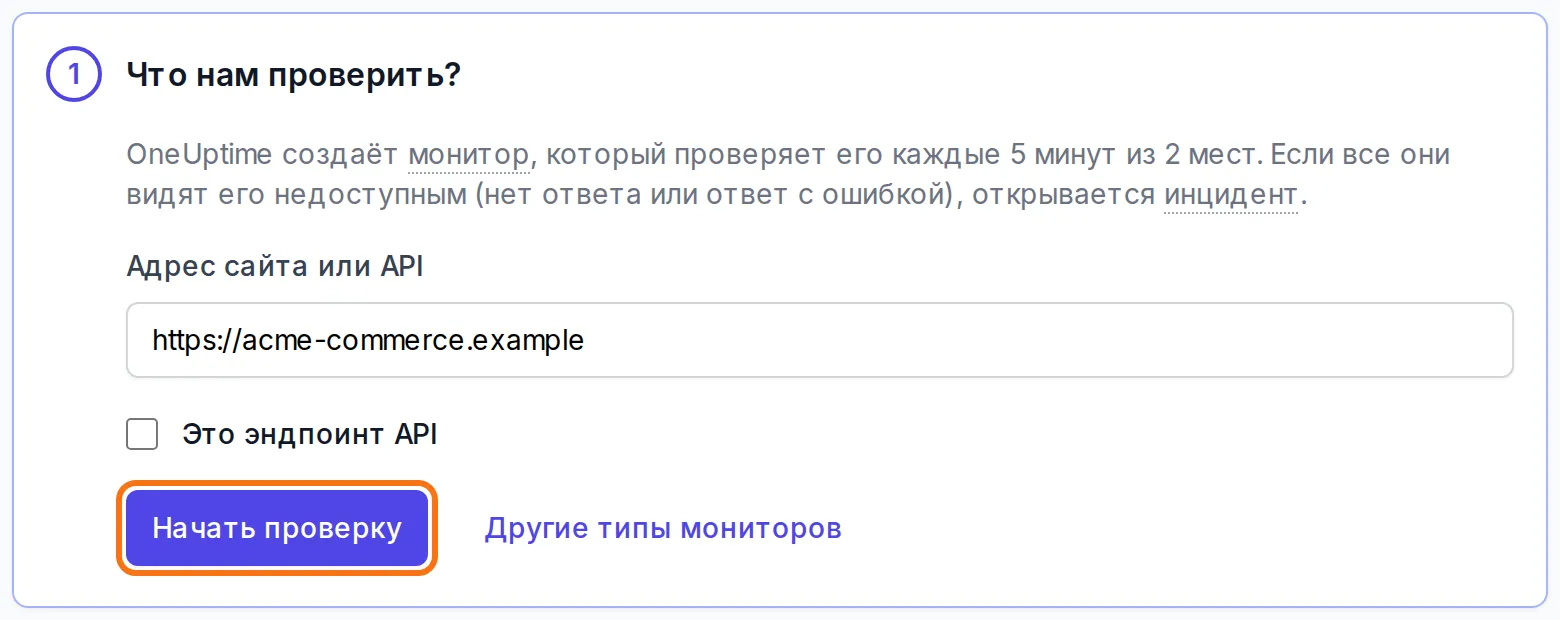 1
Что нам проверить?
OneUptime создаёт монитор, который проверяет его каждые 5 минут из 2 мест. Если все они
видят его недоступным (нет ответа или ответ с ошибкой), открывается инцидент.
Адрес сайта или API
https://acme-commerce.example
Это эндпоинт API
Начать проверку
Другие типы мониторов